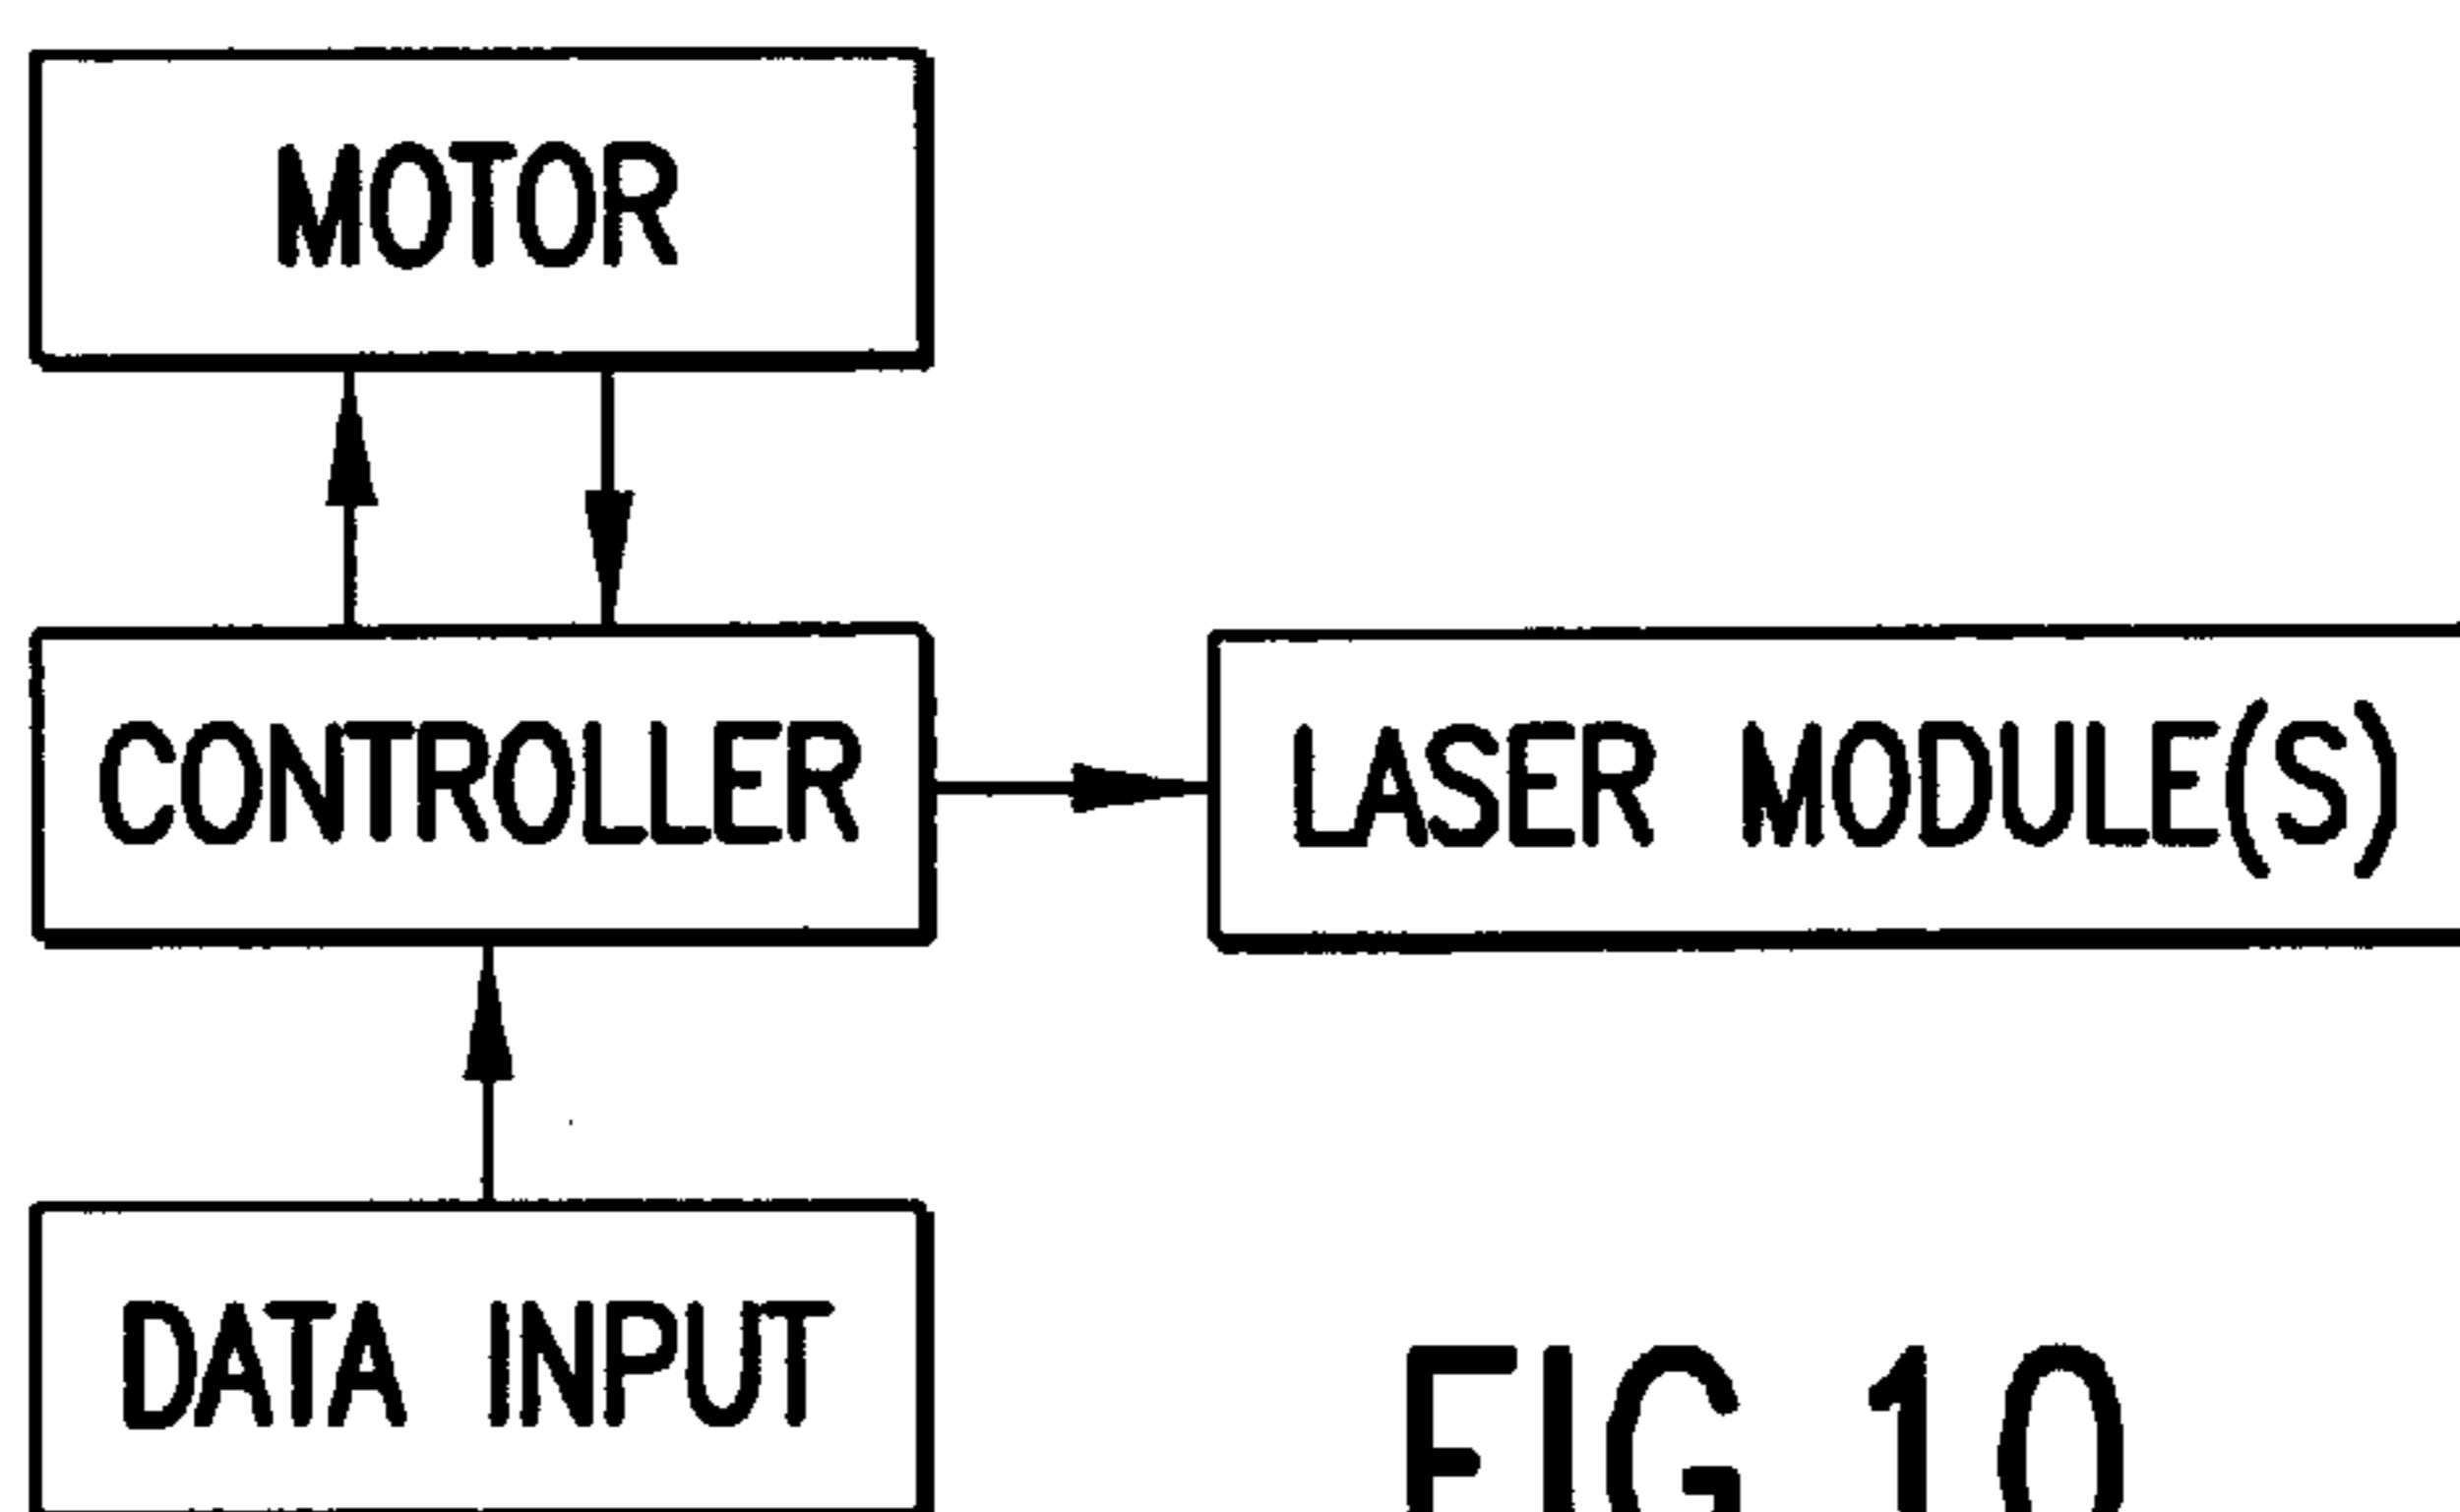 MOTOR
CONTROLLER
LASER MODULE(S)
DATA INPUT
FIG 10